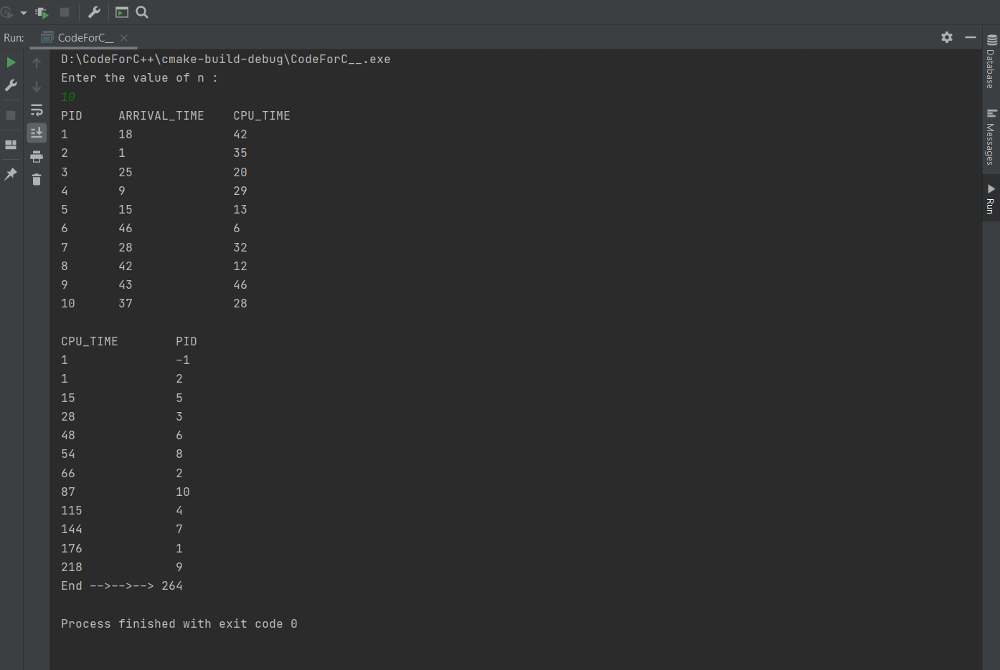 Run: CodeForC__
D:\CodeForC++\cmake-build-debug\CodeForC__.exe
Enter the value of n :
10
PID ARRIVAL_TIME CPU_TIME
1 18 42
2 1 35
3 25 20
4 9 29
5 15 13
6 46 6
7 28 32
8 42 12
9 43 46
10 37 28
CPU_TIME PID
1 -1
1 2
15 5
28 3
48 6
54 8
66 2
87 10
115 4
144 7
176 1
218 9
End -->-->--> 264
Process finished with exit code 0
Database
Messages
Run